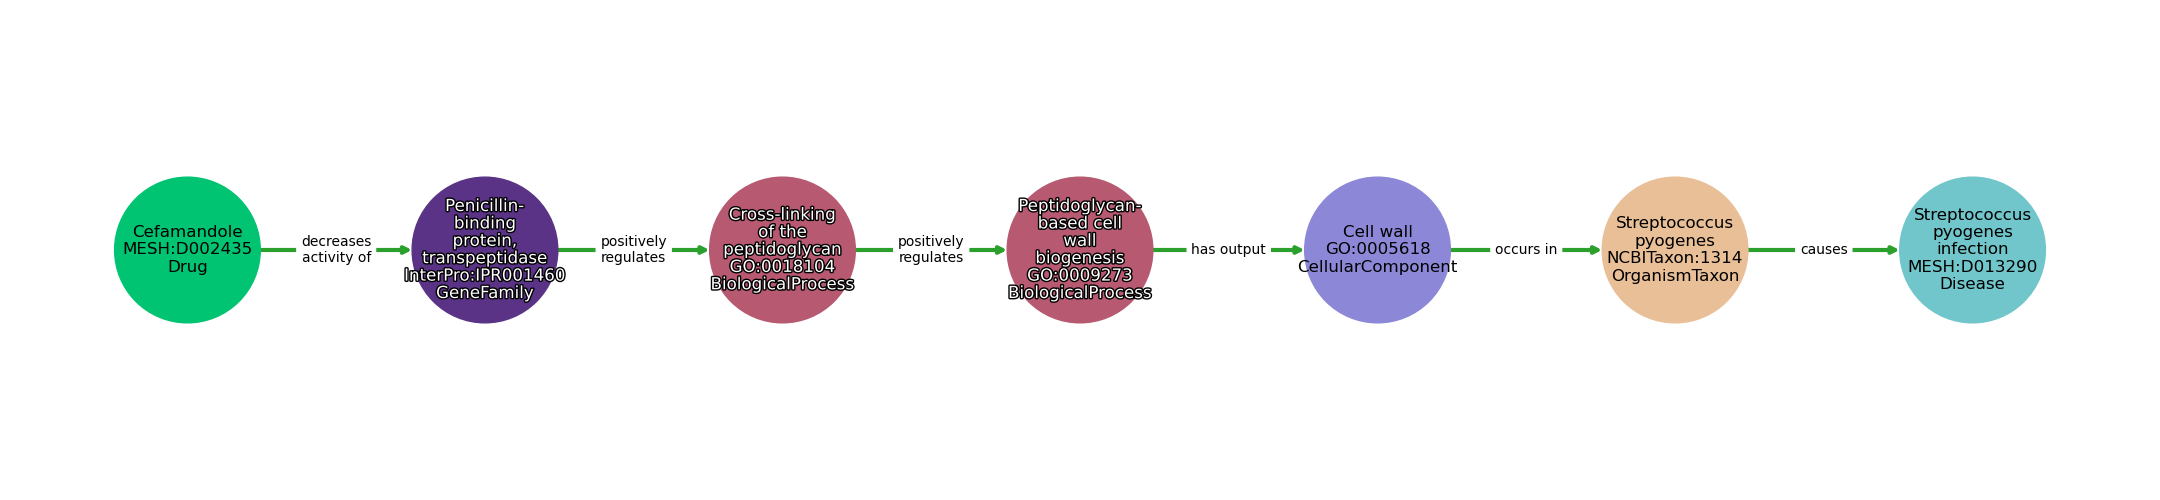 Cefamandole
MESH:D002435
Drug
decreases
activity of
Penicillin-
binding
protein,
transpeptidase
InterPro:IPR001460
GeneFamily
positively
regulates
Cross-linking
of the
peptidoglycan
GO:0018104
BiologicalProcess
positively
regulates
Peptidoglycan-
based cell
wall
biogenesis
GO:0009273
BiologicalProcess
has output
Cell wall
GO:0005618
CellularComponent
occurs in
Streptococcus
pyogenes
NCBITaxon:1314
OrganismTaxon
causes
Streptococcus
pyogenes
infection
MESH:D013290
Disease